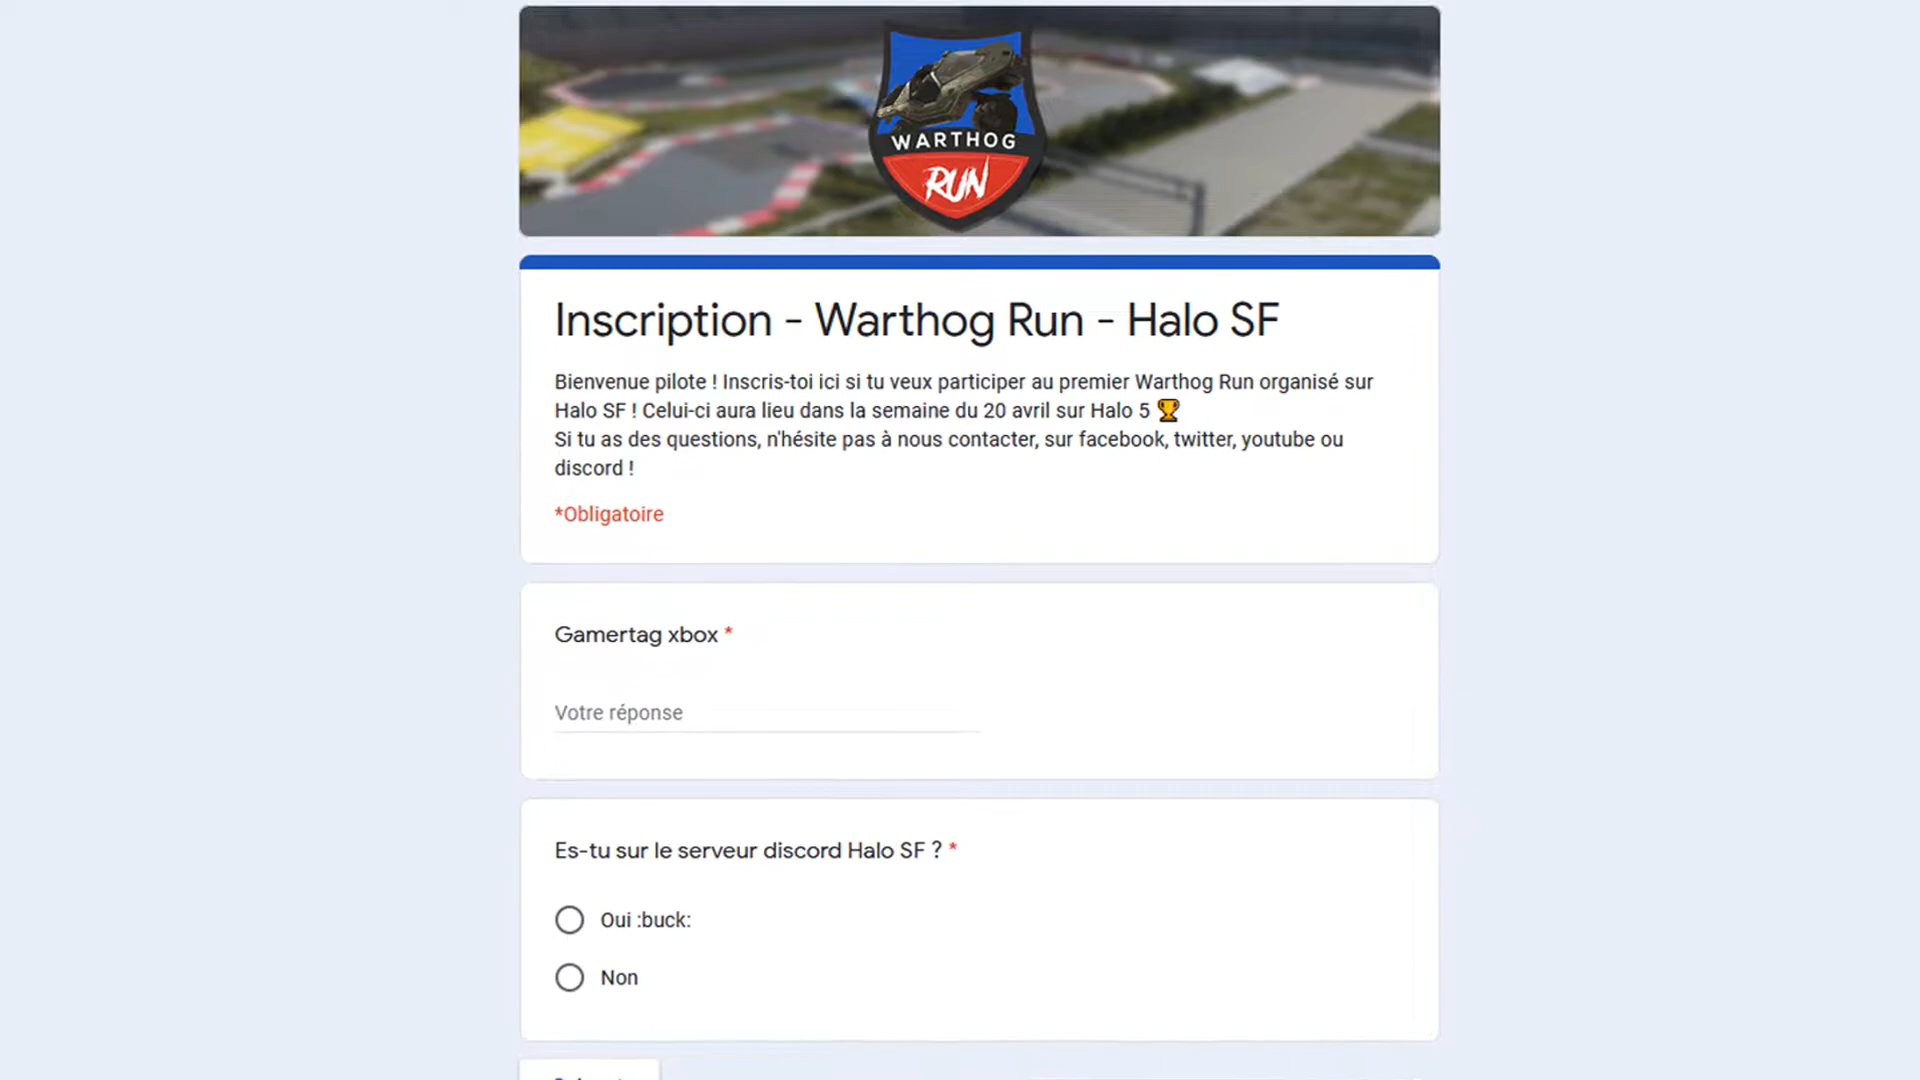 WARTHOG
RUN
Inscription - Warthog Run - Halo SF
Bienvenue pilote ! Inscris-toi ici si tu veux participer au premier Warthog Run organisé sur
Halo SF ! Celui-ci aura lieu dans la semaine du 20 avril sur Halo 5 🏆
Si tu as des questions, n'hésite pas à nous contacter, sur facebook, twitter, youtube ou
discord !
*Obligatoire
Gamertag xbox *
Votre réponse
Es-tu sur le serveur discord Halo SF ? *
Oui :buck:
Non